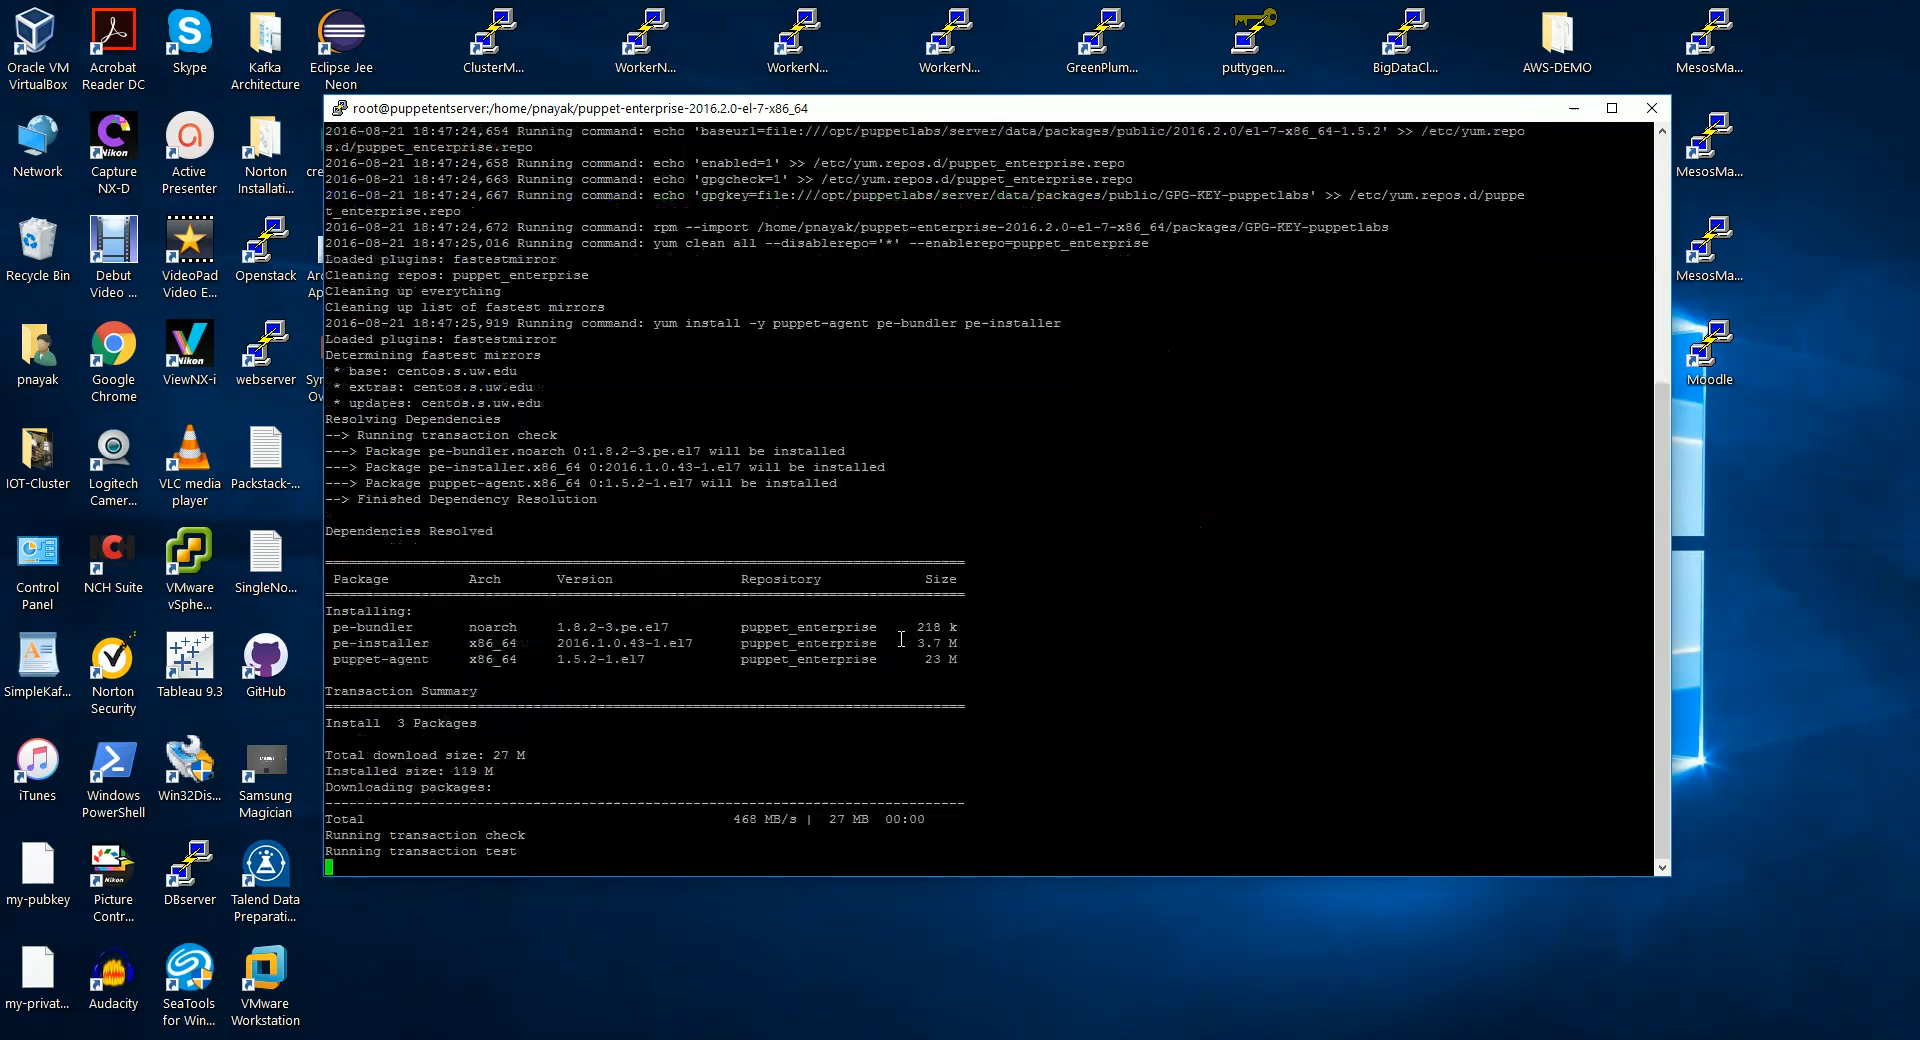 Oracle VM
VirtualBox
Acrobat
Reader DC
Skype
Kafka
Architecture
Eclipse Jee
Neon
ClusterM...
WorkerN...
WorkerN...
WorkerN...
GreenPlum...
puttygen....
BigDataCl...
AWS-DEMO
MesosMa...
root@puppetentserver:/home/pnayak/puppet-enterprise-2016.2.0-el-7-x86_64
2016-08-21 18:47:24,654 Running command: echo 'baseurl=file:///opt/puppetlabs/server/data/packages/public/2016.2.0/el-7-x86_64-1.5.2' >> /etc/yum.repo
s.d/puppet_enterprise.repo
2016-08-21 18:47:24,658 Running command: echo 'enabled=1' >> /etc/yum.repos.d/puppet_enterprise.repo
2016-08-21 18:47:24,663 Running command: echo 'gpgcheck=1' >> /etc/yum.repos.d/puppet_enterprise.repo
2016-08-21 18:47:24,667 Running command: echo 'gpgkey=file:///opt/puppetlabs/server/data/packages/public/GPG-KEY-puppetlabs' >> /etc/yum.repos.d/puppe
t_enterprise.repo
2016-08-21 18:47:24,672 Running command: rpm --import /home/pnayak/puppet-enterprise-2016.2.0-el-7-x86_64/packages/GPG-KEY-puppetlabs
2016-08-21 18:47:25,016 Running command: yum clean all --disablerepo='*' --enablerepo=puppet_enterprise
Loaded plugins: fastestmirror
Cleaning repos: puppet_enterprise
Cleaning up everything
Cleaning up list of fastest mirrors
2016-08-21 18:47:25,919 Running command: yum install -y puppet-agent pe-bundler pe-installer
Loaded plugins: fastestmirror
Determining fastest mirrors
* base: centos.s.uw.edu
* extras: centos.s.uw.edu
* updates: centos.s.uw.edu
Resolving Dependencies
--> Running transaction check
---> Package pe-bundler.noarch 0:1.8.2-3.pe.el7 will be installed
---> Package pe-installer.x86_64 0:2016.1.0.43-1.el7 will be installed
---> Package puppet-agent.x86_64 0:1.5.2-1.el7 will be installed
--> Finished Dependency Resolution
Dependencies Resolved
Package Arch Version Repository Size
Installing:
pe-bundler noarch 1.8.2-3.pe.el7 puppet_enterprise 218 k
pe-installer x86_64 2016.1.0.43-1.el7 puppet_enterprise 3.7 M
puppet-agent x86_64 1.5.2-1.el7 puppet_enterprise 23 M
Transaction Summary
Install 3 Packages
Total download size: 27 M
Installed size: 119 M
Downloading packages:
Total 468 MB/s | 27 MB 00:00
Running transaction check
Running transaction test
Network
Capture
NX-D
Active
Presenter
Norton
Installati...
cre
MesosMa...
Recycle Bin
Debut
Video ...
VideoPad
Video E...
Openstack
Arc
Ap
MesosMa...
pnayak
Google
Chrome
ViewNX-i
webserver
Syn
Ov
Moodle
IOT-Cluster
Logitech
Camer...
VLC media
player
Packstack-...
Control
Panel
NCH Suite
VMware
vSphe...
SingleNo...
SimpleKaf...
Norton
Security
Tableau 9.3
GitHub
iTunes
Windows
PowerShell
Win32Dis...
Samsung
Magician
my-pubkey
Picture
Contr...
DBserver
Talend Data
Preparati...
my-privat...
Audacity
SeaTools
for Win...
VMware
Workstation